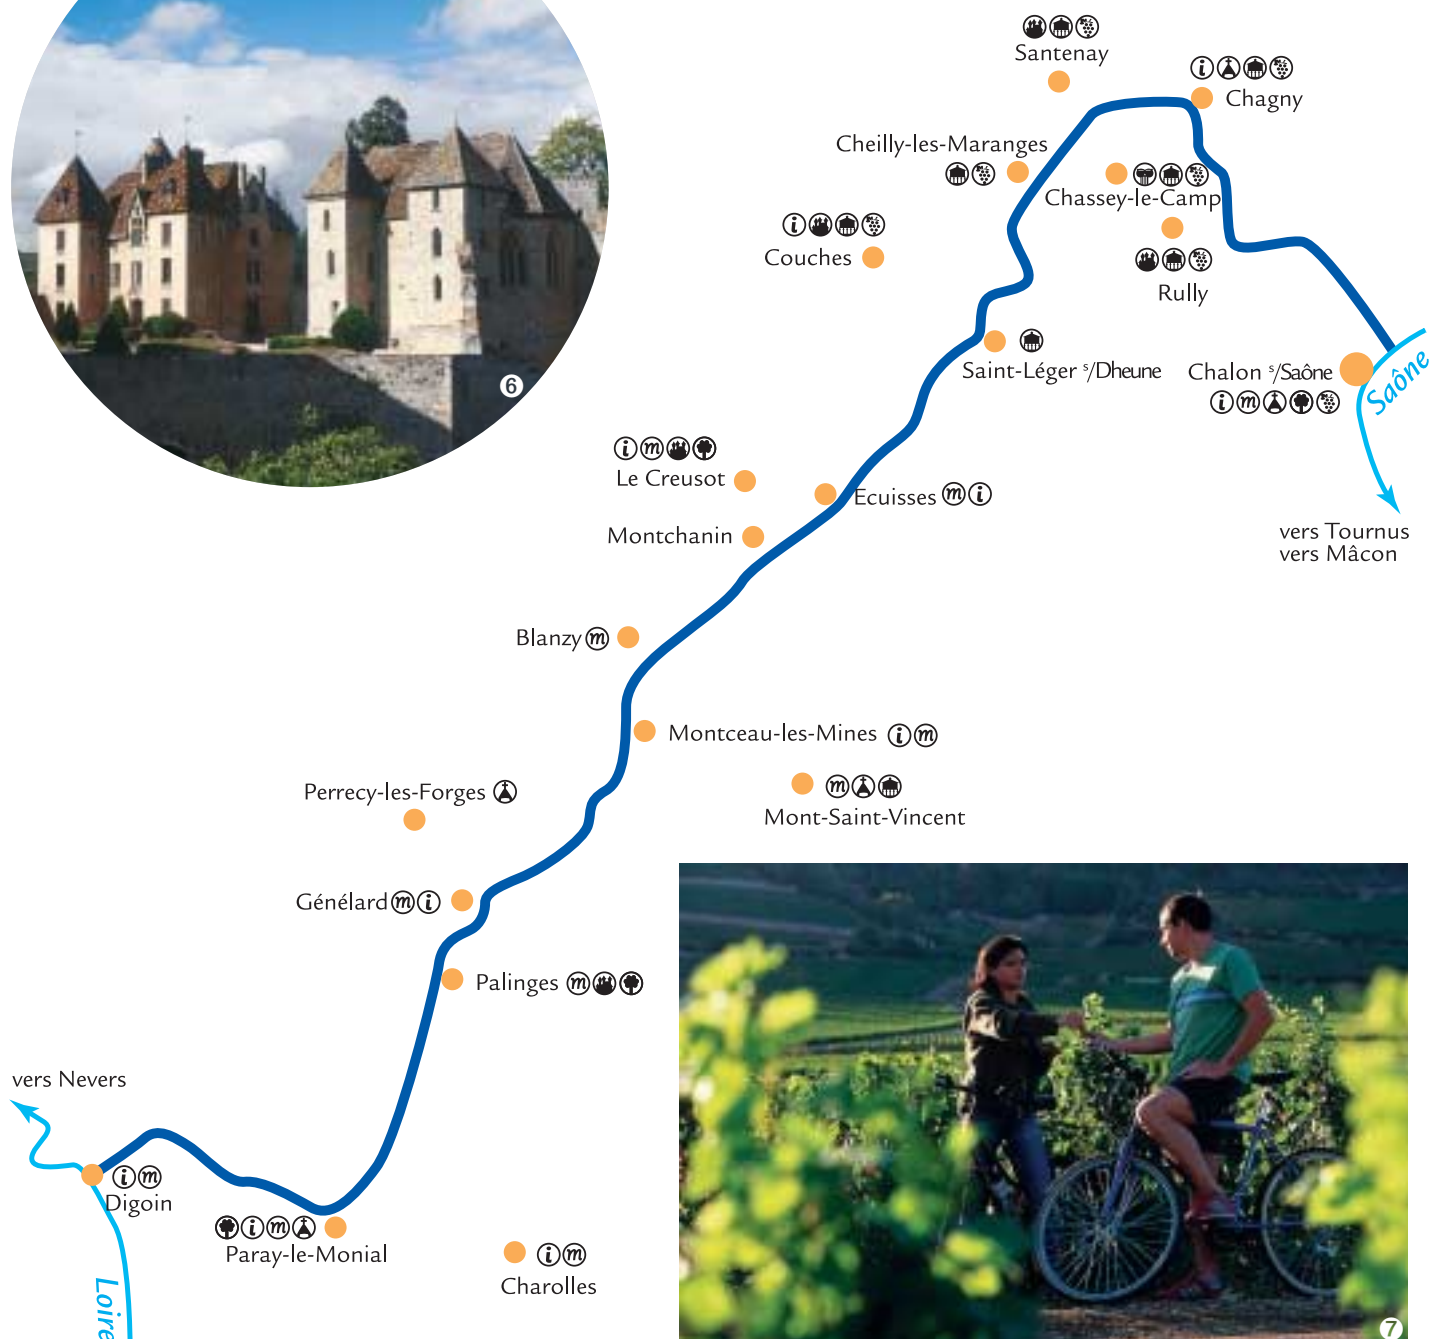 Santenay
Chagny
Cheilly-les-Maranges
Chassey-le-Camp
Couches
Rully
Saint-Léger s/Dheune
Chalon s/Saône
Saône
6
Le Creusot
Ecuisses
Montchanin
vers Tournus
vers Mâcon
Blanzy
Montceau-les-Mines
Perrecy-les-Forges
Mont-Saint-Vincent
Génélard
Palinges
vers Nevers
Digoin
Paray-le-Monial
Charolles
Loire
7